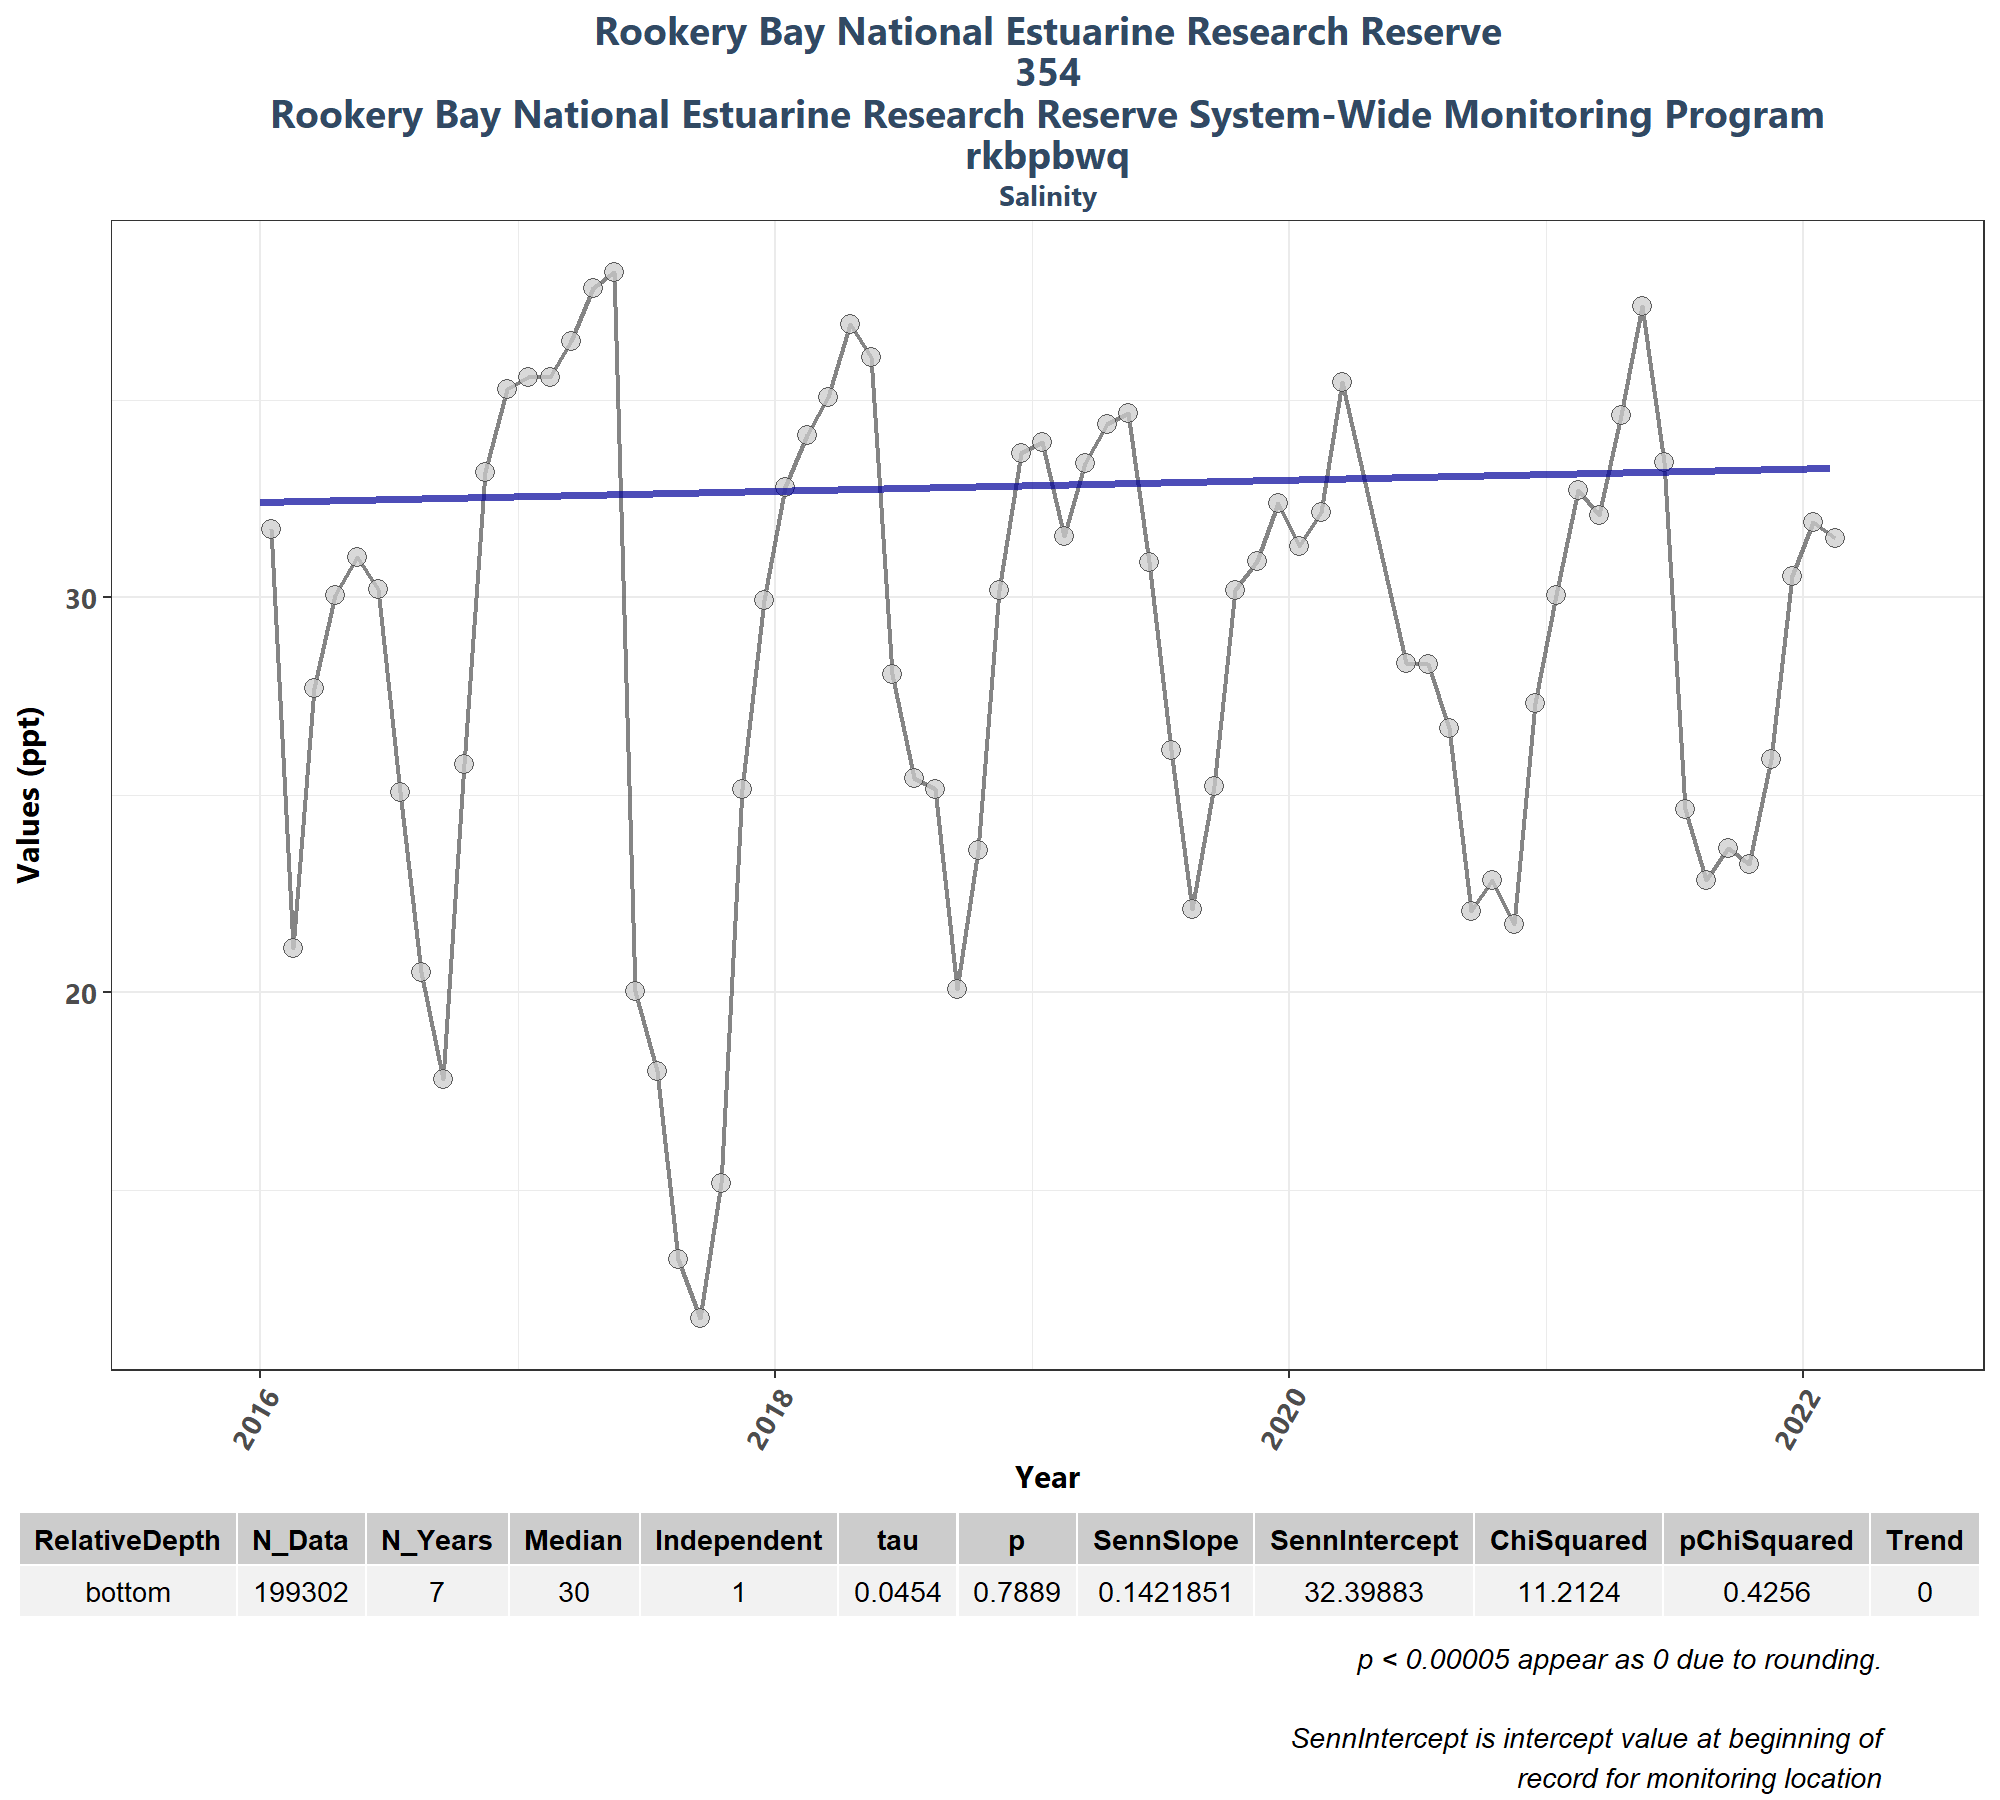 Rookery Bay National Estuarine Research Reserve
354
Rookery Bay National Estuarine Research Reserve System-Wide Monitoring Program
rkbpbwq
Salinity
Values (ppt)
30
20
2016
2018
2020
2022
Year
RelativeDepth N_Data N_Years Median Independent tau p SennSlope SennIntercept ChiSquared pChiSquared Trend
bottom 199302 7 30 1 0.0454 0.7889 0.1421851 32.39883 11.2124 0.4256 0
p < 0.00005 appear as 0 due to rounding.
SennIntercept is intercept value at beginning of
record for monitoring location